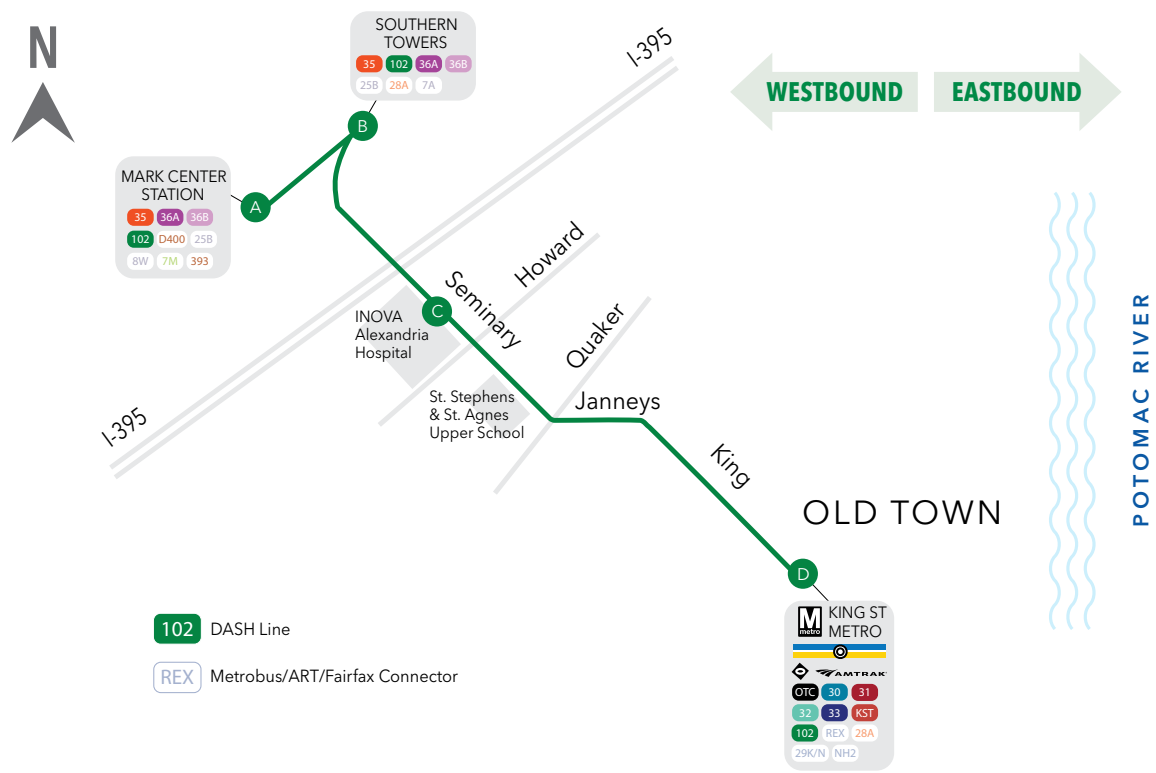 N
SOUTHERN
TOWERS
35 102 36A 36B
25B 28A 7A
B
I-395
WESTBOUND
EASTBOUND
MARK CENTER
STATION
35 36A 36B
102 D400 25B
8W 7M 393
A
Howard
Seminary
C
INOVA
Alexandria
Hospital
Quaker
Janneys
St. Stephens
& St. Agnes
Upper School
I-395
King
OLD TOWN
POTOMAC RIVER
D
M
metro
KING ST
METRO
AMTRAK
OTC 30 31
32 33 KST
102 REX 28A
29K/N NH2
102 DASH Line
REX Metrobus/ART/Fairfax Connector